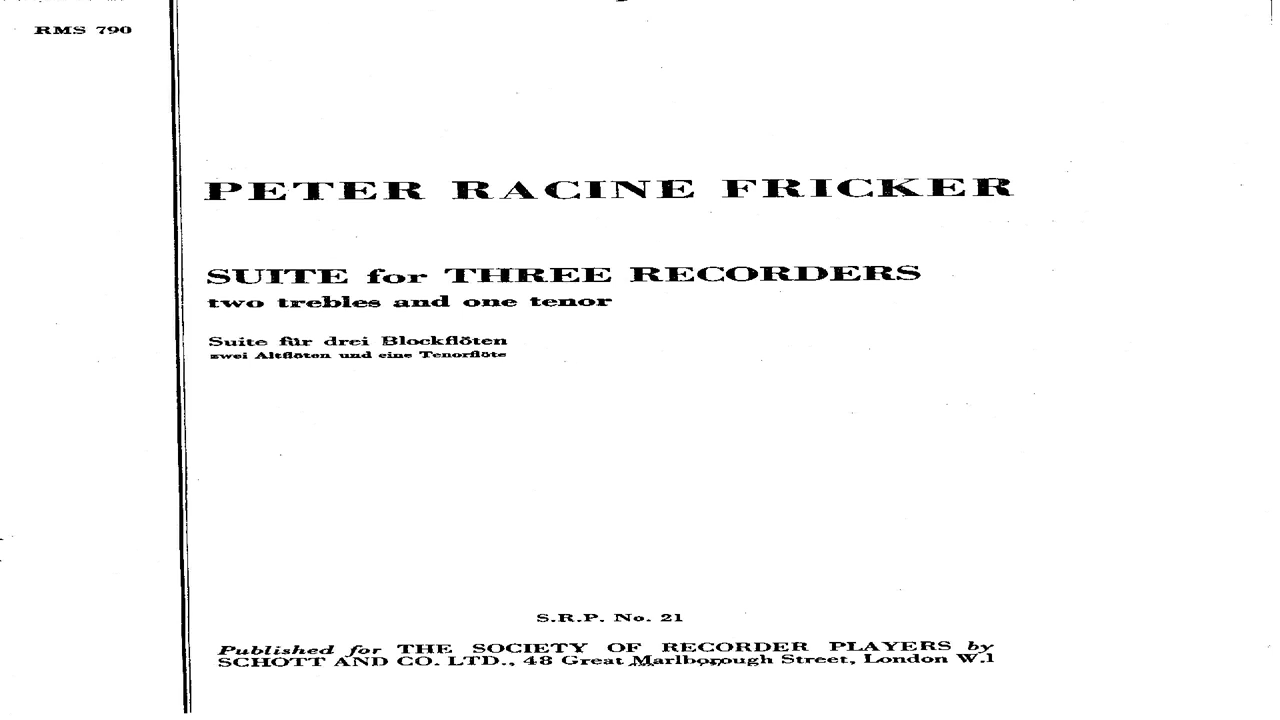 RMS 790
PETER RACINE FRICKER
SUITE for THREE RECORDERS
two trebles and one tenor
Suite für drei Blockflöten
zwei Altflöten und eine Tenorflöte
S.R.P. No. 21
Published for THE SOCIETY OF RECORDER PLAYERS by
SCHOTT AND CO. LTD., 48 Great Marlborough Street, London W.1